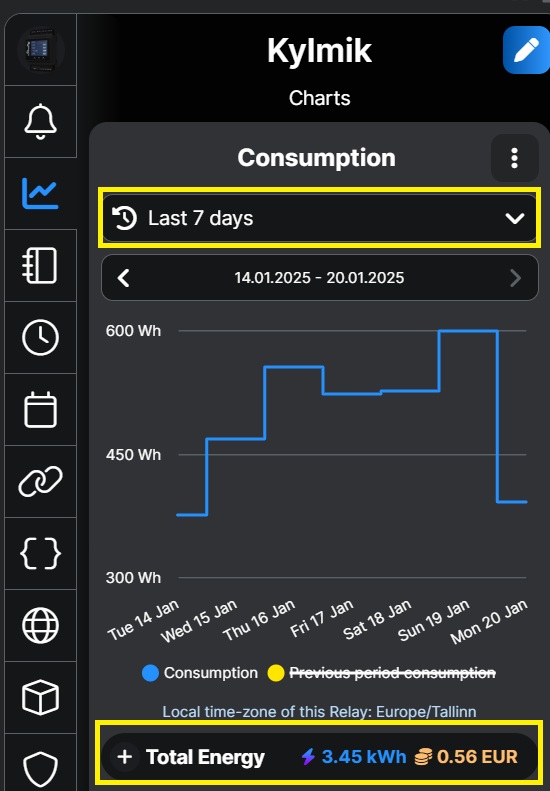 Kylmik
Charts
Consumption
Last 7 days
14.01.2025 - 20.01.2025
600 Wh
450 Wh
300 Wh
Tue 14 Jan
Wed 15 Jan
Thu 16 Jan
Fri 17 Jan
Sat 18 Jan
Sun 19 Jan
Mon 20 Jan
Consumption Previous period consumption
Local time-zone of this Relay: Europe/Tallinn
+ Total Energy 3.45 kWh 0.56 EUR